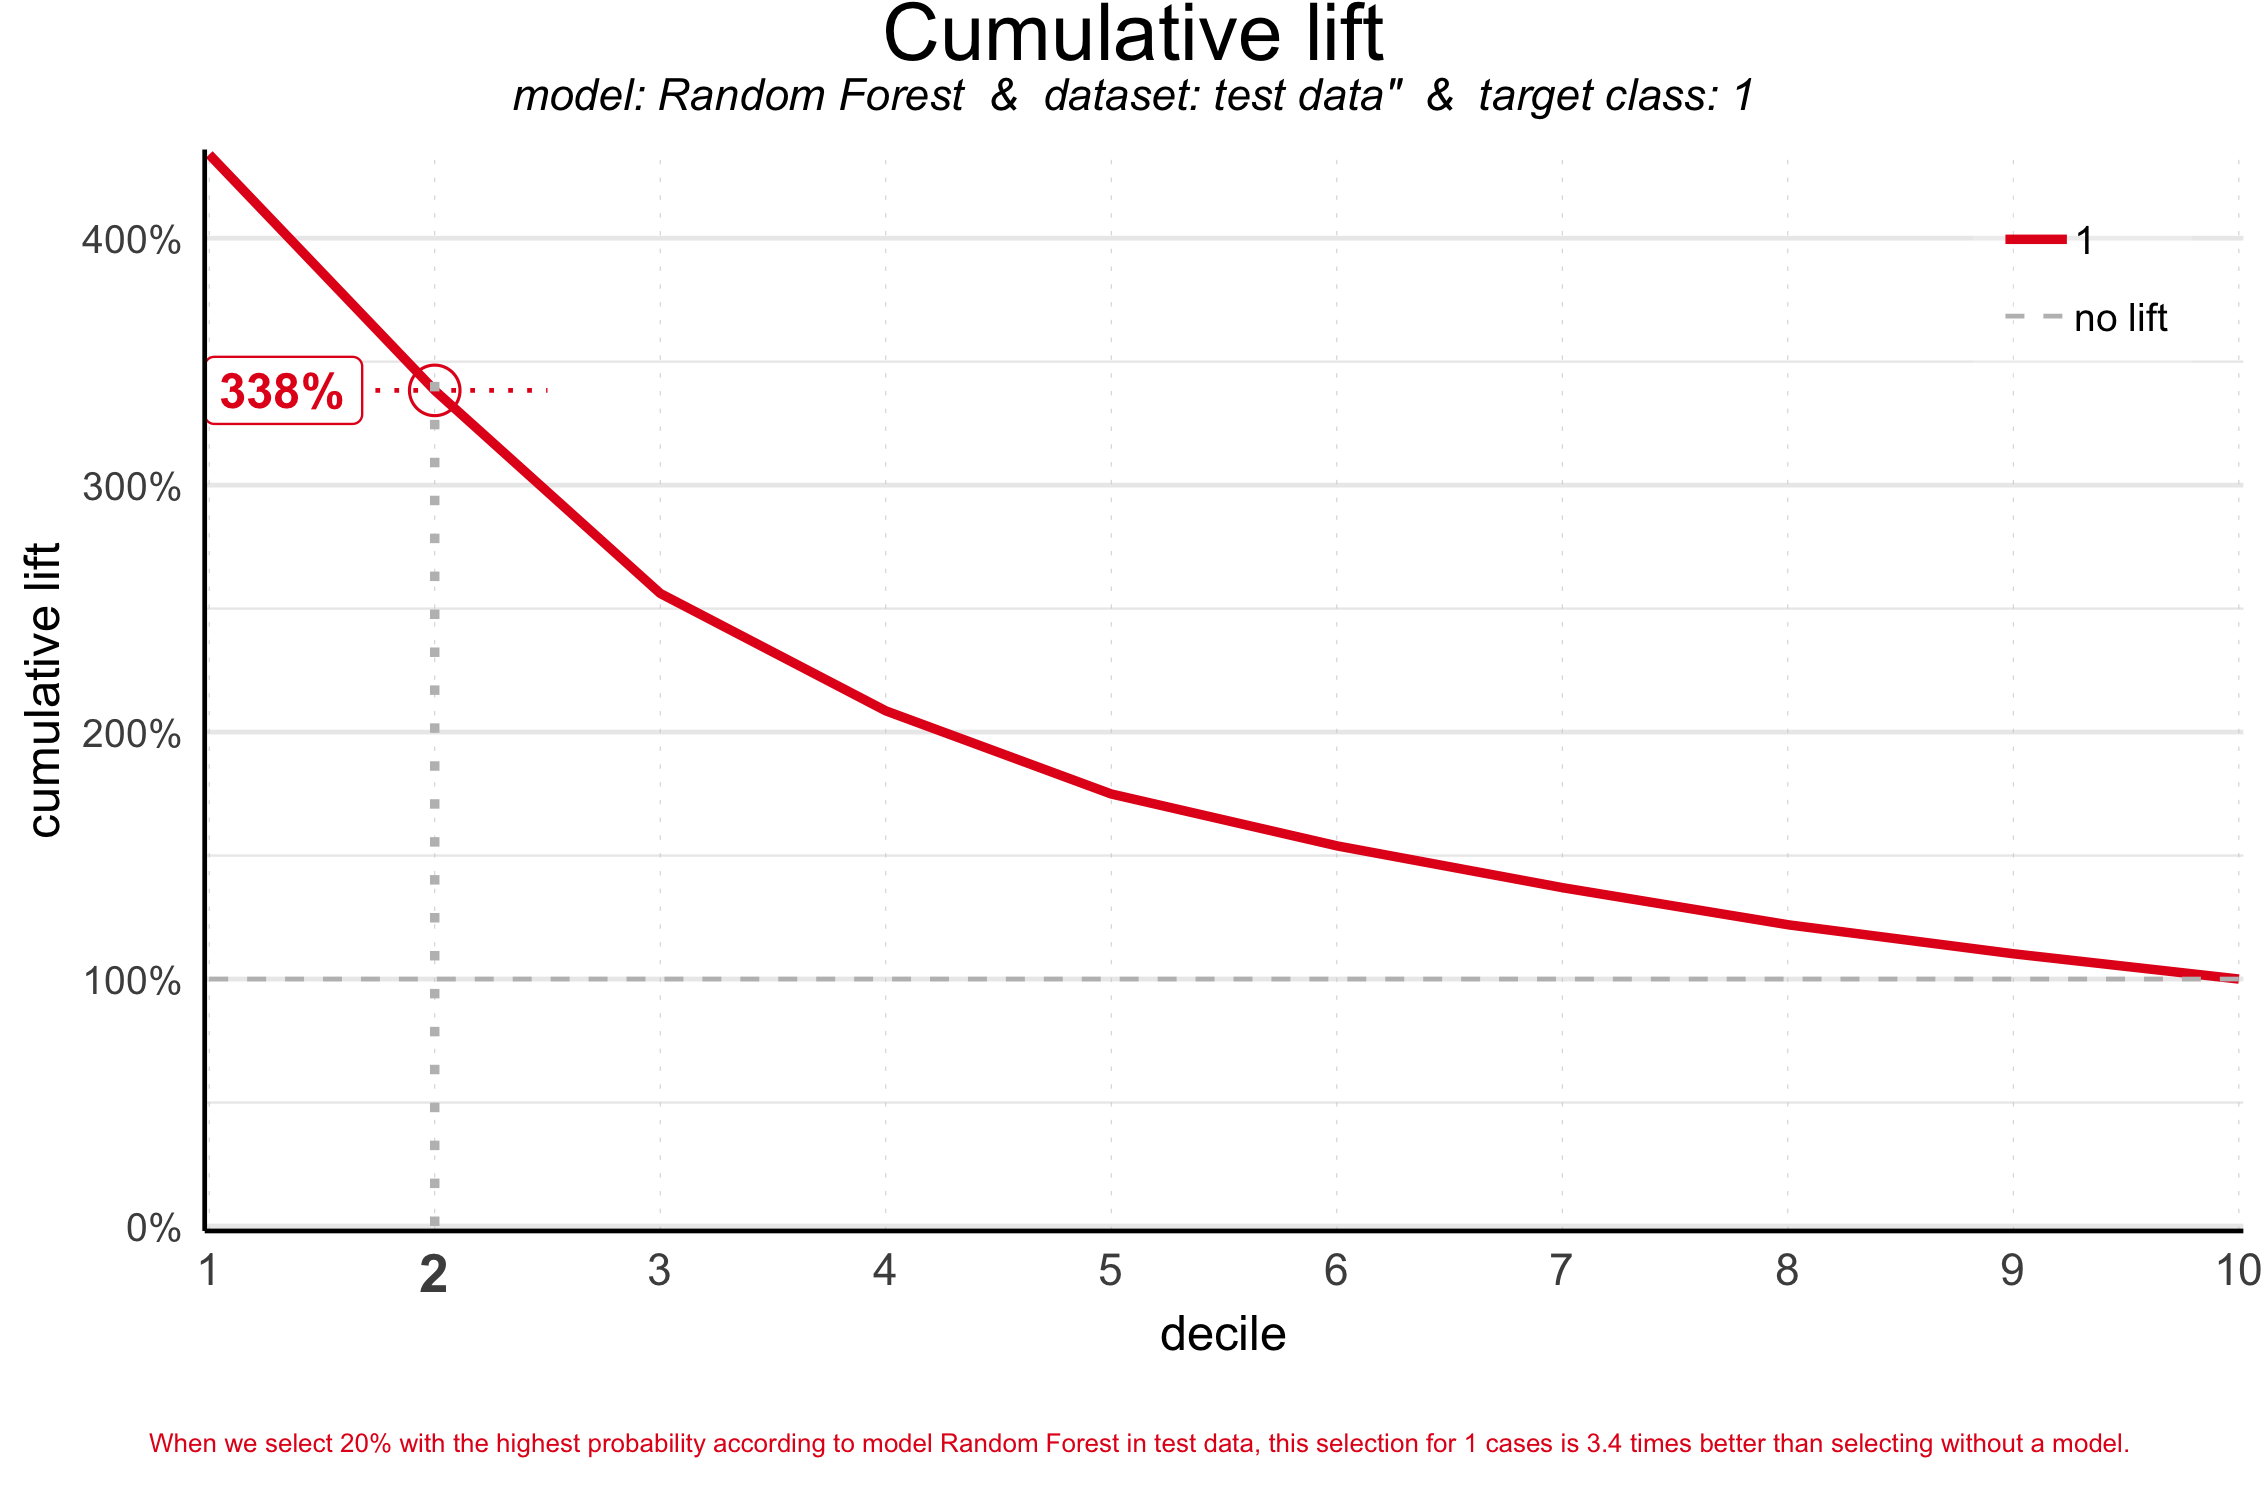 Cumulative lift
model: Random Forest  &  dataset: test data"  &  target class: 1
400%
300%
200%
100%
0%
338%
1
no lift
cumulative lift
1 2 3 4 5 6 7 8 9 10
decile
When we select 20% with the highest probability according to model Random Forest in test data, this selection for 1 cases is 3.4 times better than selecting without a model.